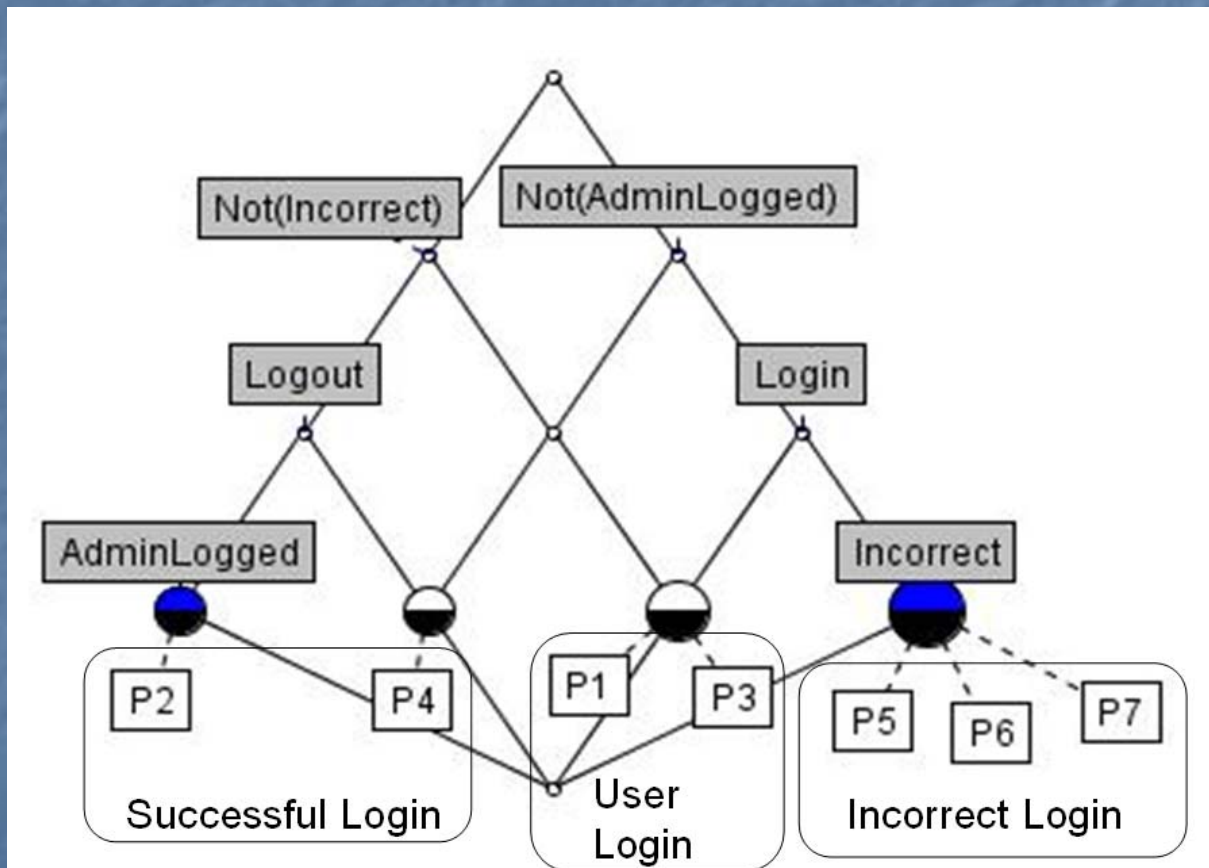 Not(Incorrect)
Not(AdminLogged)
Logout
Login
AdminLogged
Incorrect
P2
P4
P1
P3
P5
P6
P7
Successful Login
User
Login
Incorrect Login